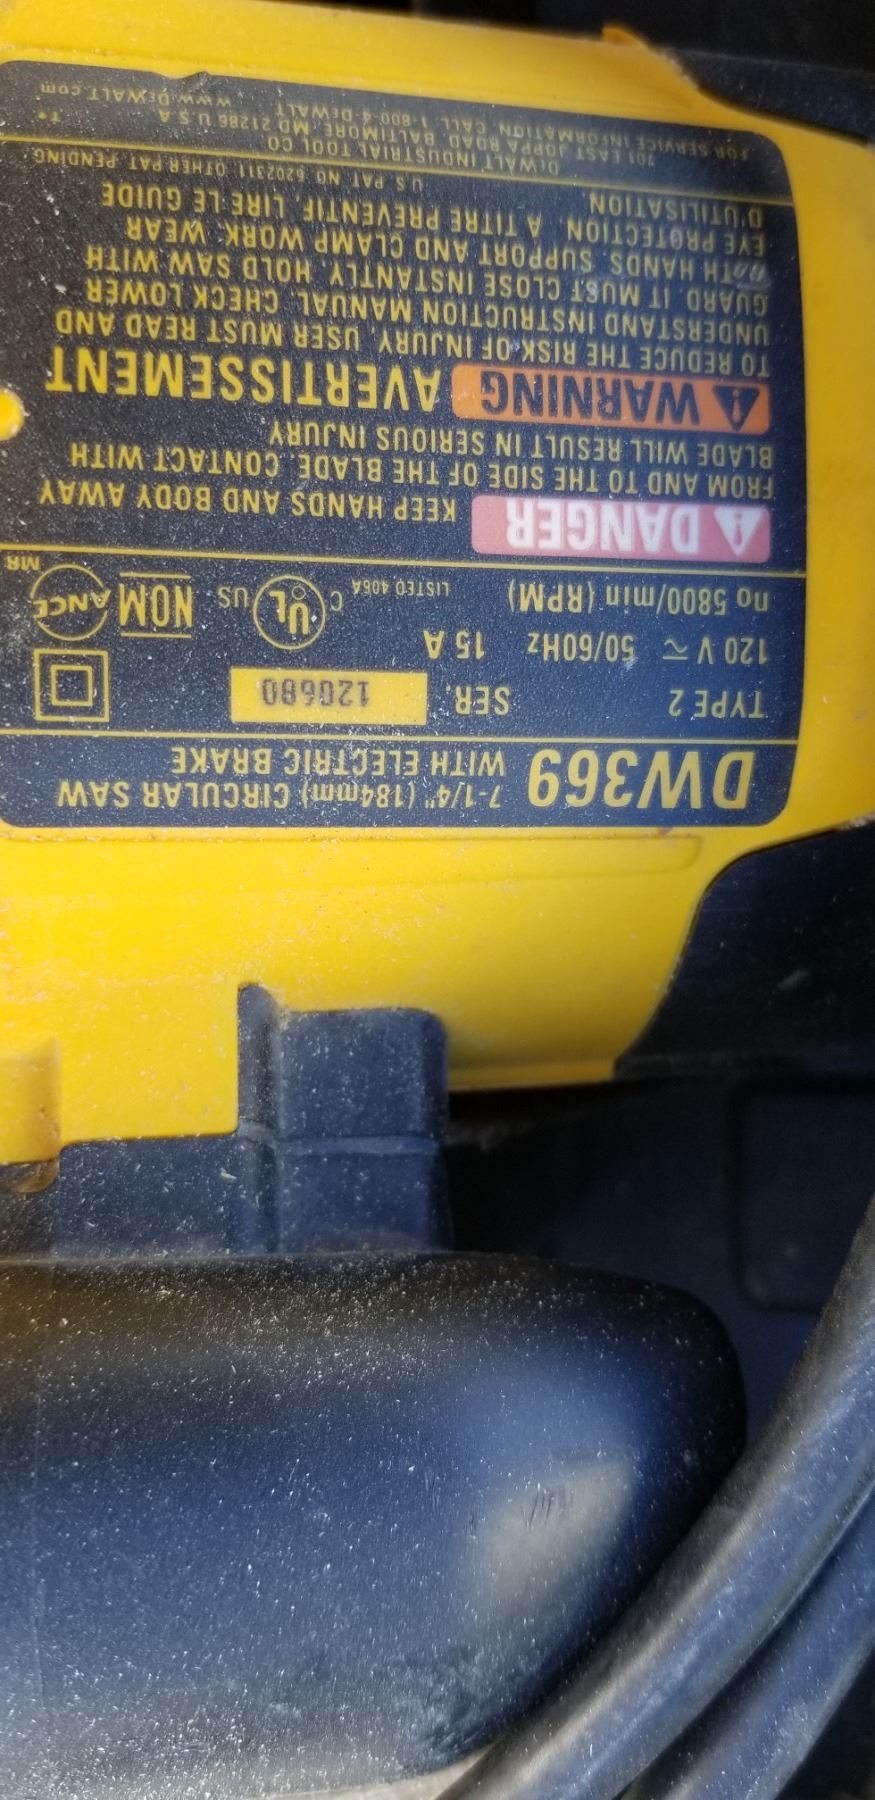 DW369 7-1/4" (184mm) CIRCULAR SAW
WITH ELECTRIC BRAKE
TYPE 2 SER. 120680
120 V 50/60Hz 15 A
no 5800/min (RPM) LISTED 406A C UL US NOM ANCE MR
DANGER KEEP HANDS AND BODY AWAY
FROM AND TO THE SIDE OF THE BLADE. CONTACT WITH
BLADE WILL RESULT IN SERIOUS INJURY
WARNING AVERTISSEMENT
TO REDUCE THE RISK OF INJURY, USER MUST READ AND
UNDERSTAND INSTRUCTION MANUAL. CHECK LOWER
GUARD. IT MUST CLOSE INSTANTLY. HOLD SAW WITH
BOTH HANDS. SUPPORT AND CLAMP WORK. WEAR
EYE PROTECTION. A TITRE PREVENTIF, LIRE LE GUIDE
D'UTILISATION
U.S. PAT. NO. 6202311, OTHER PAT. PENDING.
DEWALT INDUSTRIAL TOOL CO
701 EAST JOPPA ROAD BALTIMORE, MD 21286 U S A T*
FOR SERVICE INFORMATION CALL 1-800-4-DEWALT WWW.DEWALT.com